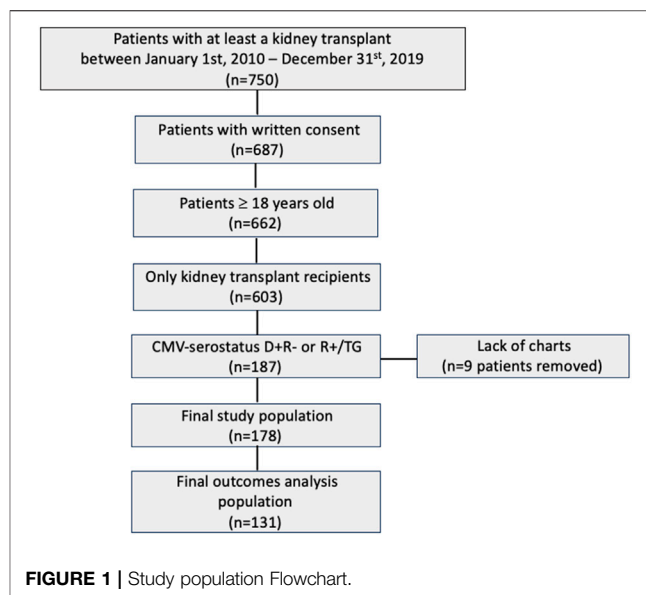 Patients with at least a kidney transplant
between January 1st, 2010 – December 31st, 2019
(n=750)
Patients with written consent
(n=687)
Patients ≥ 18 years old
(n=662)
Only kidney transplant recipients
(n=603)
CMV-serostatus D+R- or R+/TG
(n=187)
Lack of charts
(n=9 patients removed)
Final study population
(n=178)
Final outcomes analysis
population
(n=131)
FIGURE 1 | Study population Flowchart.